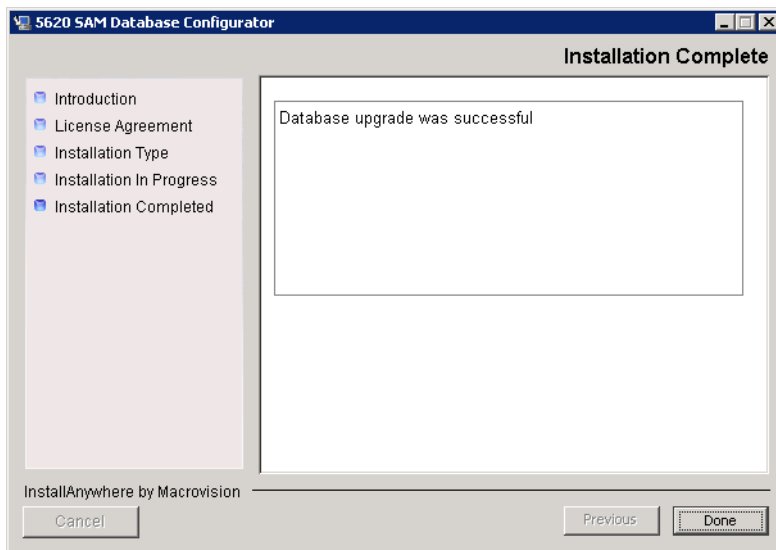 5620 SAM Database Configurator
Installation Complete
Introduction
License Agreement
Installation Type
Installation In Progress
Installation Completed
Database upgrade was successful
InstallAnywhere by Macrovision
Cancel
Previous
Done